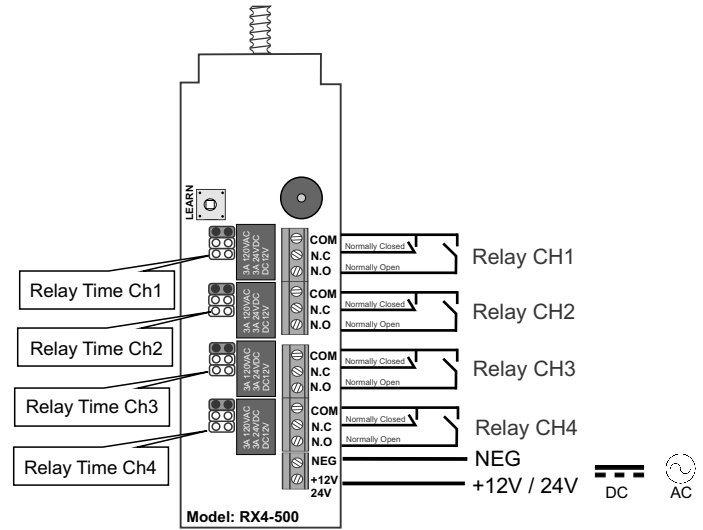 LEARN
3A 120VAC
3A 24VDC
DC12V
COM
N.C
N.O
Normally Closed
Normally Open
Relay CH1
Relay Time Ch1
3A 120VAC
3A 24VDC
DC12V
COM
N.C
N.O
Normally Closed
Normally Open
Relay CH2
Relay Time Ch2
3A 120VAC
3A 24VDC
DC12V
COM
N.C
N.O
Normally Closed
Normally Open
Relay CH3
Relay Time Ch3
3A 120VAC
3A 24VDC
DC12V
COM
N.C
N.O
Normally Closed
Normally Open
Relay CH4
Relay Time Ch4
NEG
NEG
+12V
24V
+12V / 24V
DC
AC
Model: RX4-500